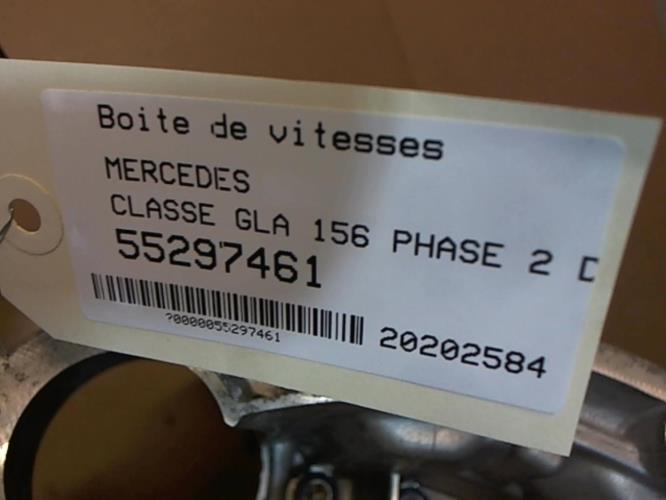 Boite de vitesses
MERCEDES
CLASSE GLA 156 PHASE 2 D
55297461
?0000055297461
20202584